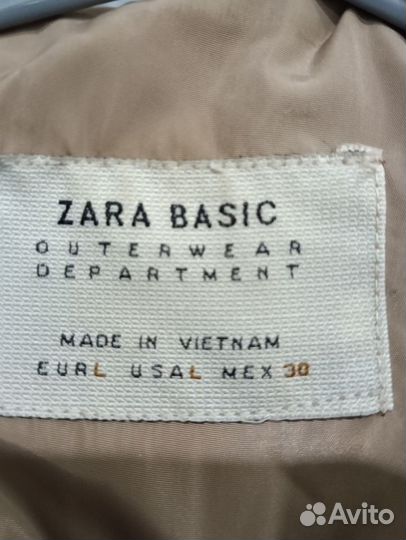 ZARA BASIC
OUTERWEAR
DEPARTMENT
MADE IN VIETNAM
EUR L USA L MEX 30
Avito